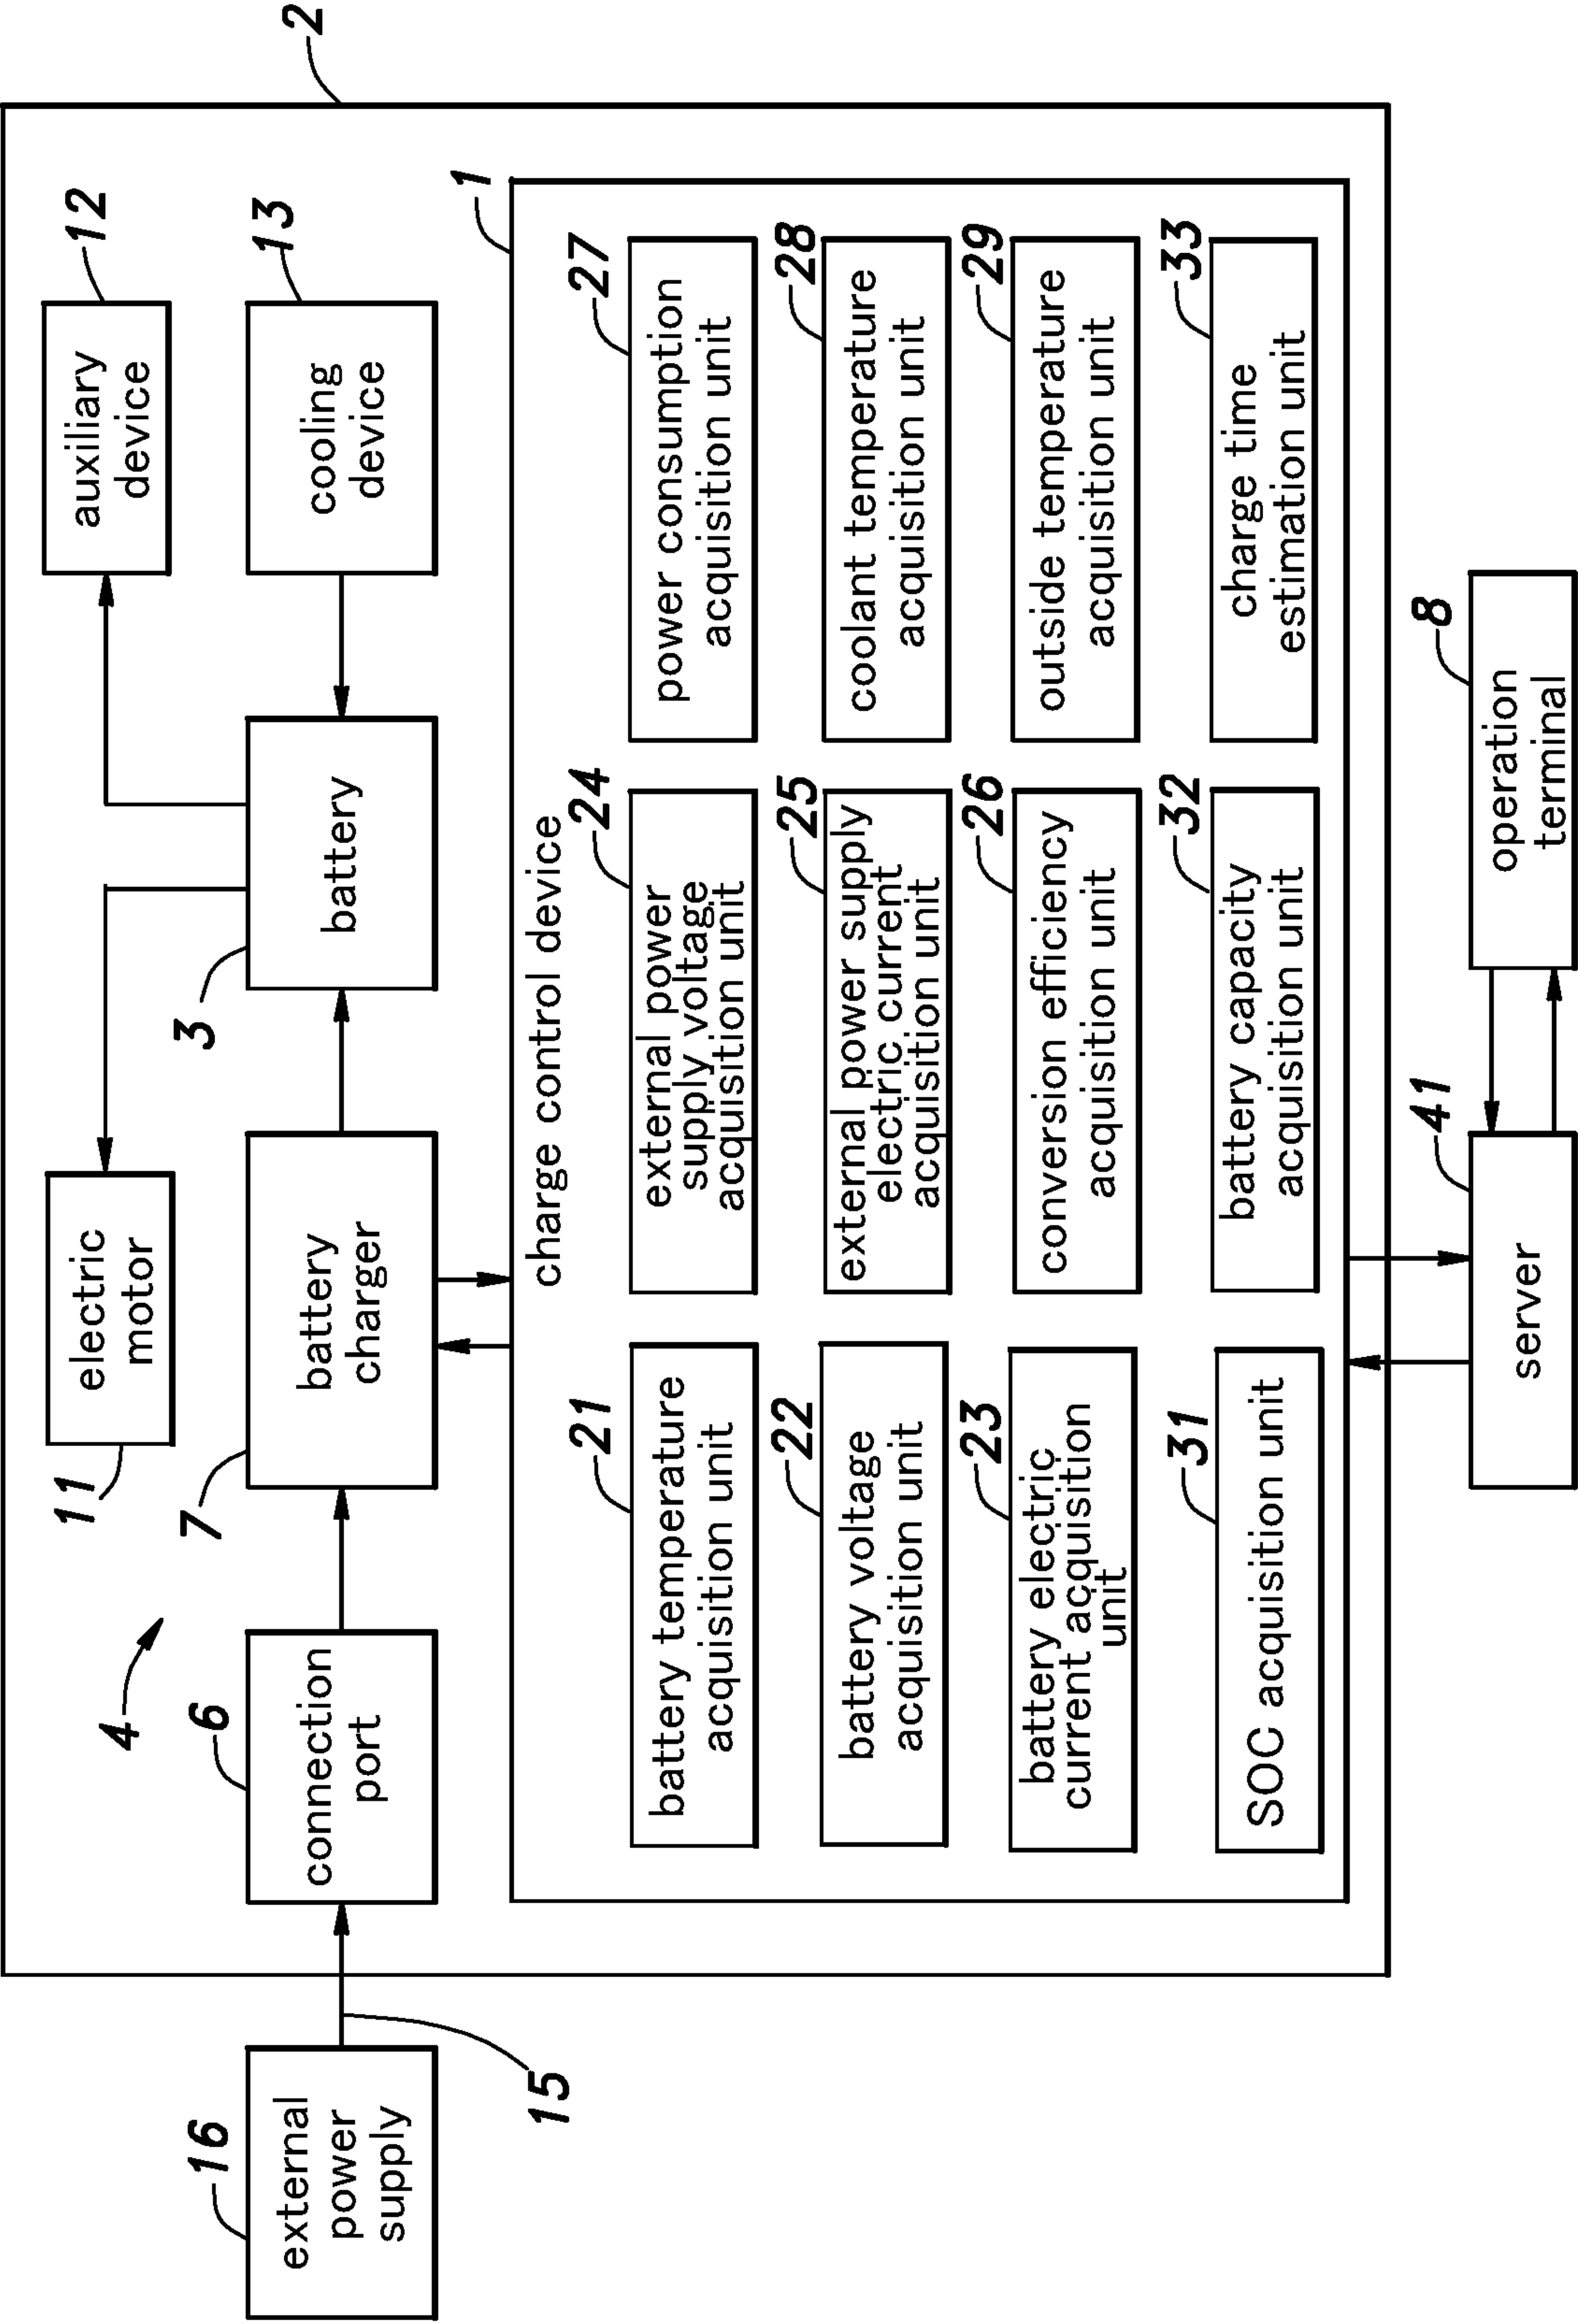 2
12
auxiliary
device
13
cooling
device
11
electric
motor
3
battery
7
battery
charger
4
6
connection
port
16
external
power
supply
15
1
charge control device
21
battery temperature
acquisition unit
24
external power
supply voltage
acquisition unit
27
power consumption
acquisition unit
22
battery voltage
acquisition unit
25
external power supply
electric current
acquisition unit
28
coolant temperature
acquisition unit
23
battery electric
current acquisition
unit
26
conversion efficiency
acquisition unit
29
outside temperature
acquisition unit
31
SOC acquisition unit
32
battery capacity
acquisition unit
33
charge time
estimation unit
41
server
8
operation
terminal